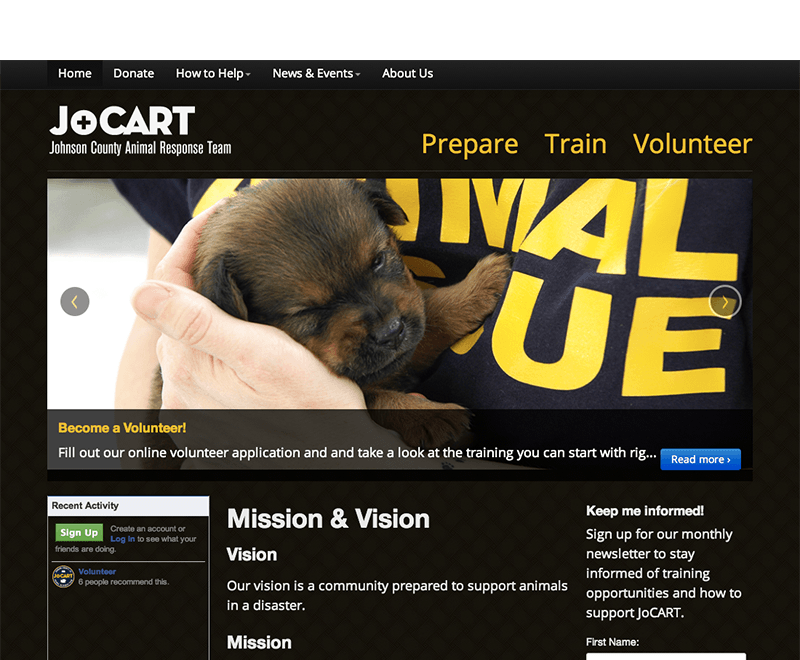 Home Donate How to Help News & Events About Us
JoCART
Johnson County Animal Response Team
Prepare Train Volunteer
IMAL
CUE
Become a Volunteer!
Fill out our online volunteer application and and take a look at the training you can start with rig...
Read more ›
Recent Activity
Sign Up
Create an account or
Log in to see what your
friends are doing.
JoCART
Volunteer
6 people recommend this.
Mission & Vision
Vision
Our vision is a community prepared to support animals
in a disaster.
Mission
Keep me informed!
Sign up for our monthly
newsletter to stay
informed of training
opportunities and how to
support JoCART.
First Name: